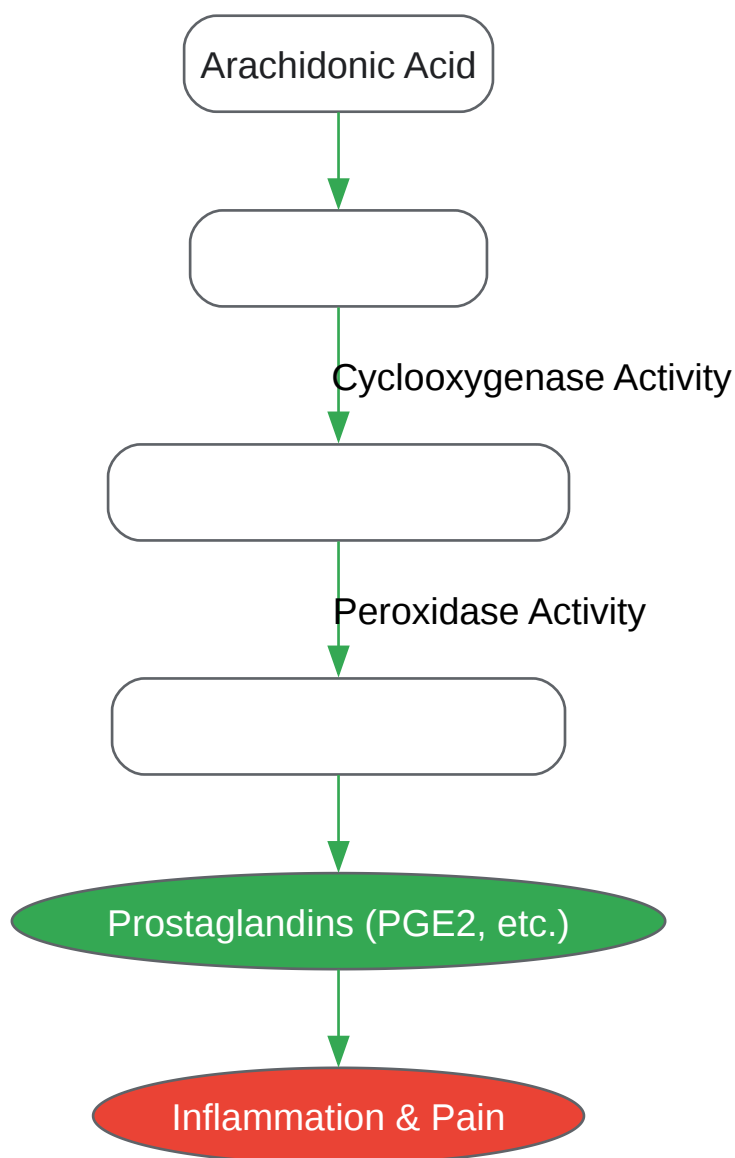 Arachidonic Acid
Cyclooxygenase Activity
Peroxidase Activity
Prostaglandins (PGE2, etc.)
Inflammation & Pain